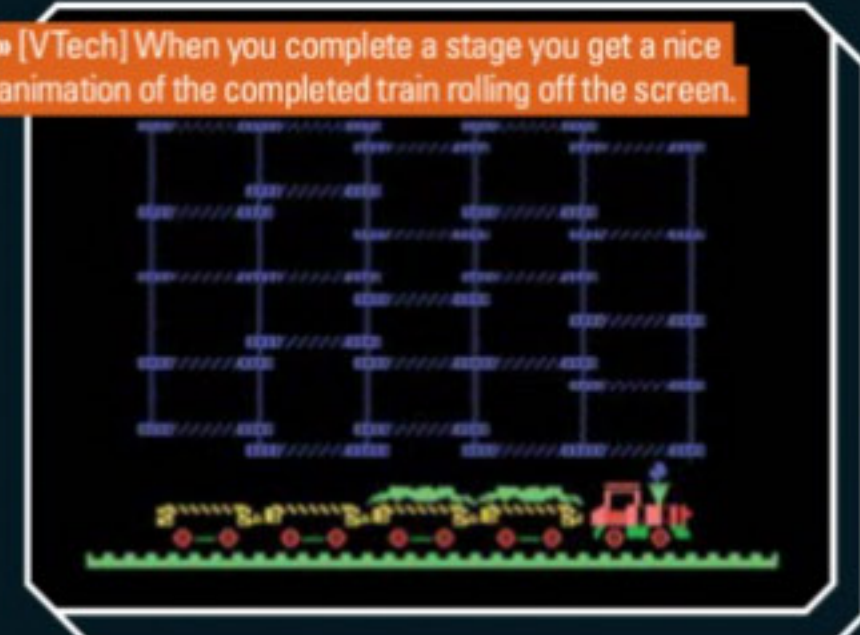 » [VTech] When you complete a stage you get a nice
animation of the completed train rolling off the screen.